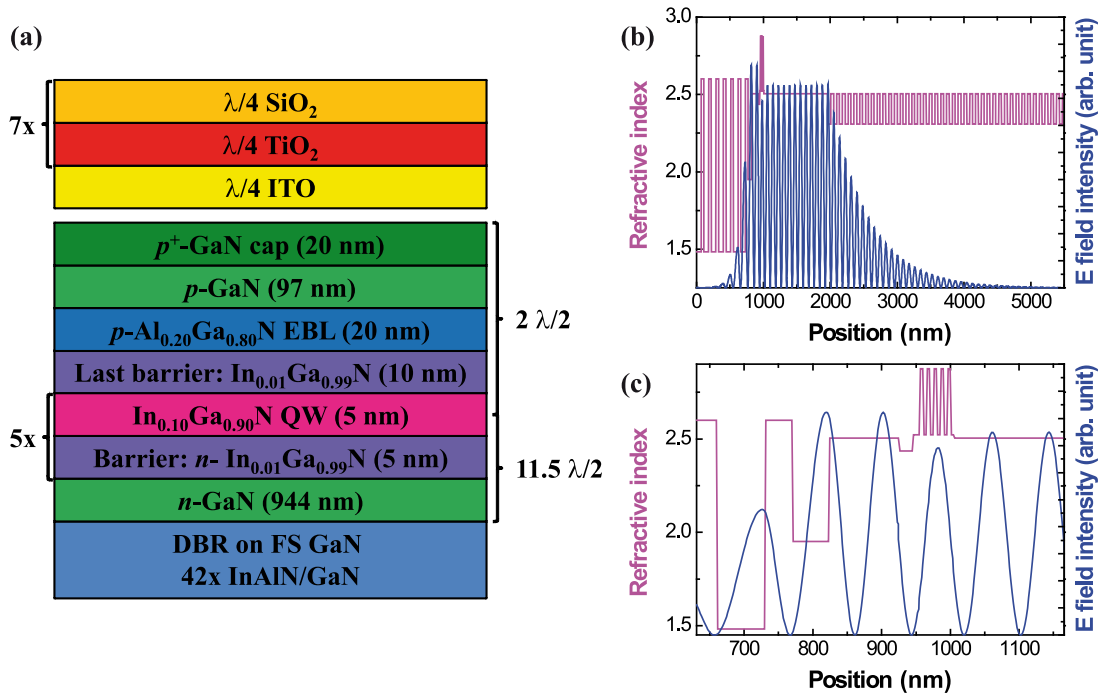 (a)
7x
λ/4 SiO₂
λ/4 TiO₂
λ/4 ITO
p⁺-GaN cap (20 nm)
p-GaN (97 nm)
p-Al₀.₂₀Ga₀.₈₀N EBL (20 nm)
Last barrier: In₀.₀₁Ga₀.₉₉N (10 nm)
5x
In₀.₁₀Ga₀.₉₀N QW (5 nm)
Barrier: n- In₀.₀₁Ga₀.₉₉N (5 nm)
n-GaN (944 nm)
DBR on FS GaN
42x InAlN/GaN
2 λ/2
11.5 λ/2
(b)
Refractive index
3.0
2.5
2.0
1.5
0 1000 2000 3000 4000 5000
Position (nm)
E field intensity (arb. unit)
(c)
Refractive index
2.5
2.0
1.5
700 800 900 1000 1100
Position (nm)
E field intensity (arb. unit)